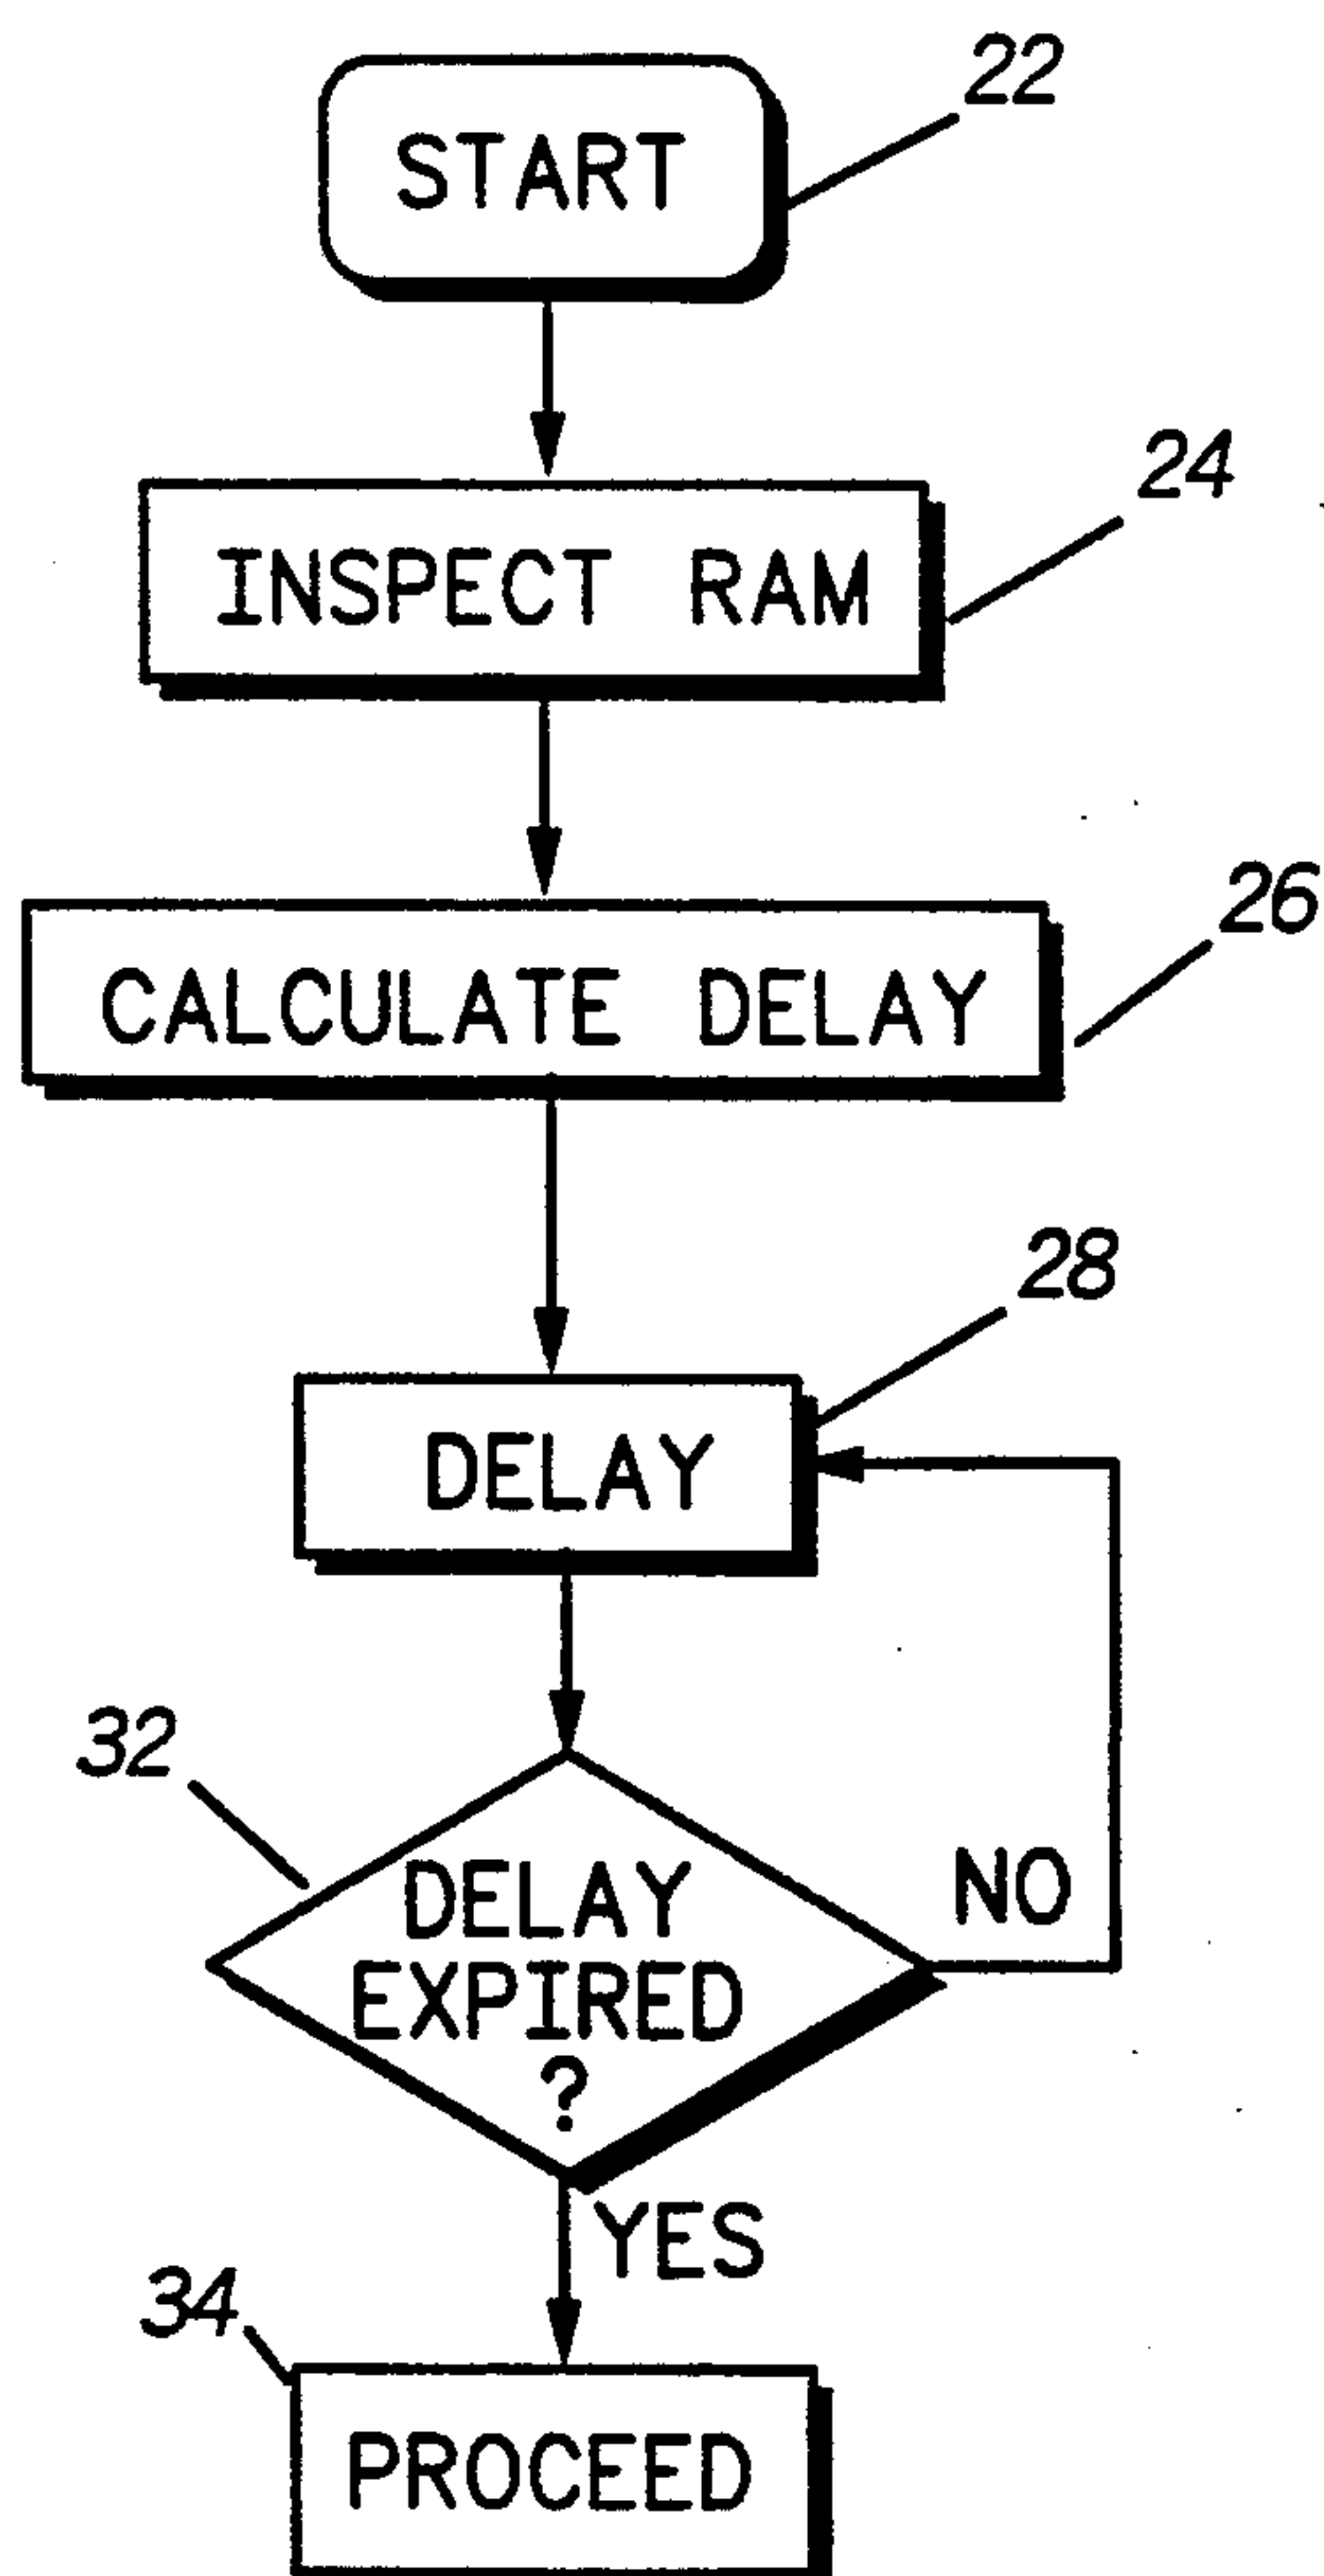 22
START
24
INSPECT RAM
26
CALCULATE DELAY
28
DELAY
32
DELAY
EXPIRED
?
NO
YES
34
PROCEED